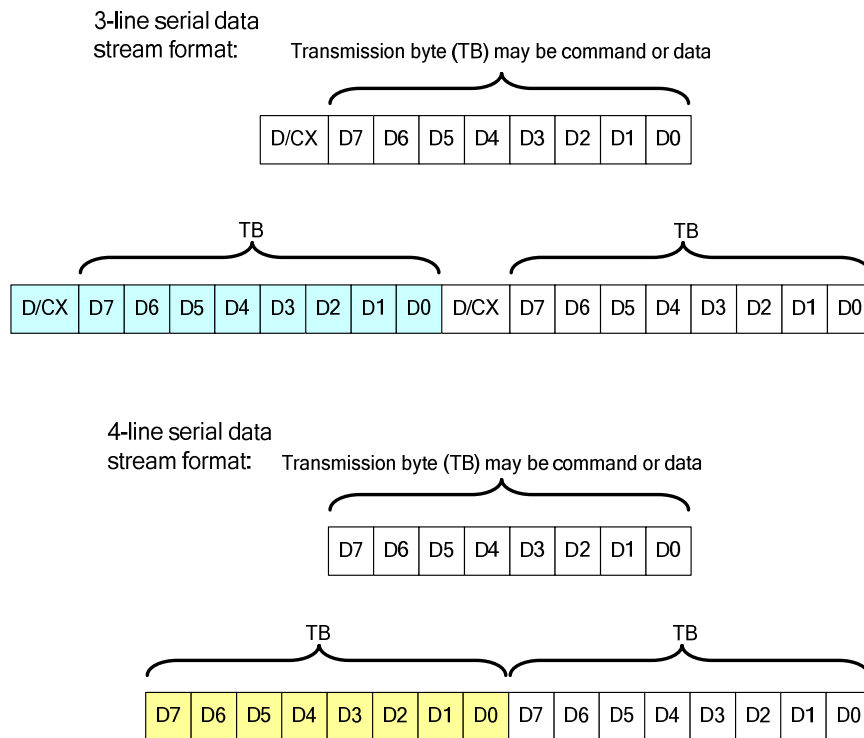 3-line serial data
stream format:
Transmission byte (TB) may be command or data
D/CX D7 D6 D5 D4 D3 D2 D1 D0
TB TB
D/CX D7 D6 D5 D4 D3 D2 D1 D0 D/CX D7 D6 D5 D4 D3 D2 D1 D0
4-line serial data
stream format:
Transmission byte (TB) may be command or data
D7 D6 D5 D4 D3 D2 D1 D0
TB TB
D7 D6 D5 D4 D3 D2 D1 D0 D7 D6 D5 D4 D3 D2 D1 D0